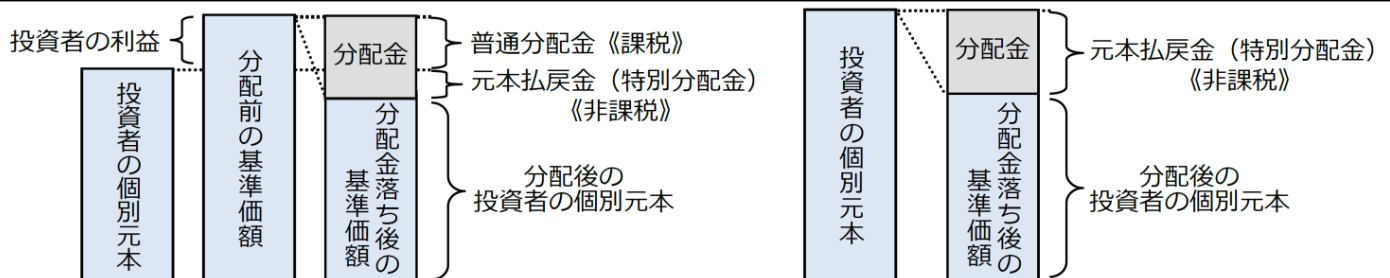 投資者の利益
投資者の個別元本
分配前の基準価額
分配金
分配金落ち後の
基準価額
普通分配金《課税》
元本払戻金（特別分配金）
《非課税》
分配後の
投資者の個別元本
投資者の個別元本
分配金
分配金落ち後の
基準価額
元本払戻金（特別分配金）
《非課税》
分配後の
投資者の個別元本